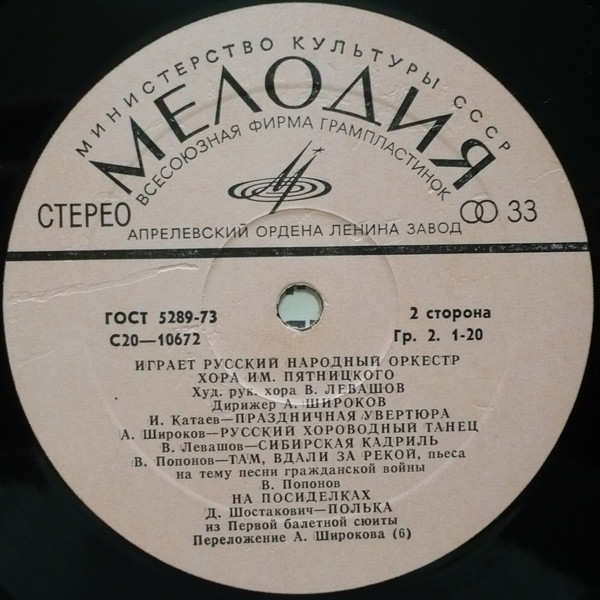 МИНИСТЕРСТВО КУЛЬТУРЫ СССР
МЕЛОДИЯ
ВСЕСОЮЗНАЯ ФИРМА ГРАМПЛАСТИНОК
СТЕРЕО
33
АПРЕЛЕВСКИЙ ОРДЕНА ЛЕНИНА ЗАВОД
ГОСТ 5289-73
2 сторона
С20—10672
Гр. 2. 1-20
ИГРАЕТ РУССКИЙ НАРОДНЫЙ ОРКЕСТР
ХОРА ИМ. ПЯТНИЦКОГО
Худ. рук. хора В. ЛЕВАШОВ
Дирижер А. ШИРОКОВ
И. Катаев—ПРАЗДНИЧНАЯ УВЕРТЮРА
А. Широков—РУССКИЙ ХОРОВОДНЫЙ ТАНЕЦ
В. Левашов—СИБИРСКАЯ КАДРИЛЬ
В. Попонов—ТАМ, ВДАЛИ ЗА РЕКОЙ, пьеса
на тему песни гражданской войны
В. Попонов
НА ПОСИДЕЛКАХ
Д. Шостакович—ПОЛЬКА
из Первой балетной сюиты
Переложение А. Широкова (6)